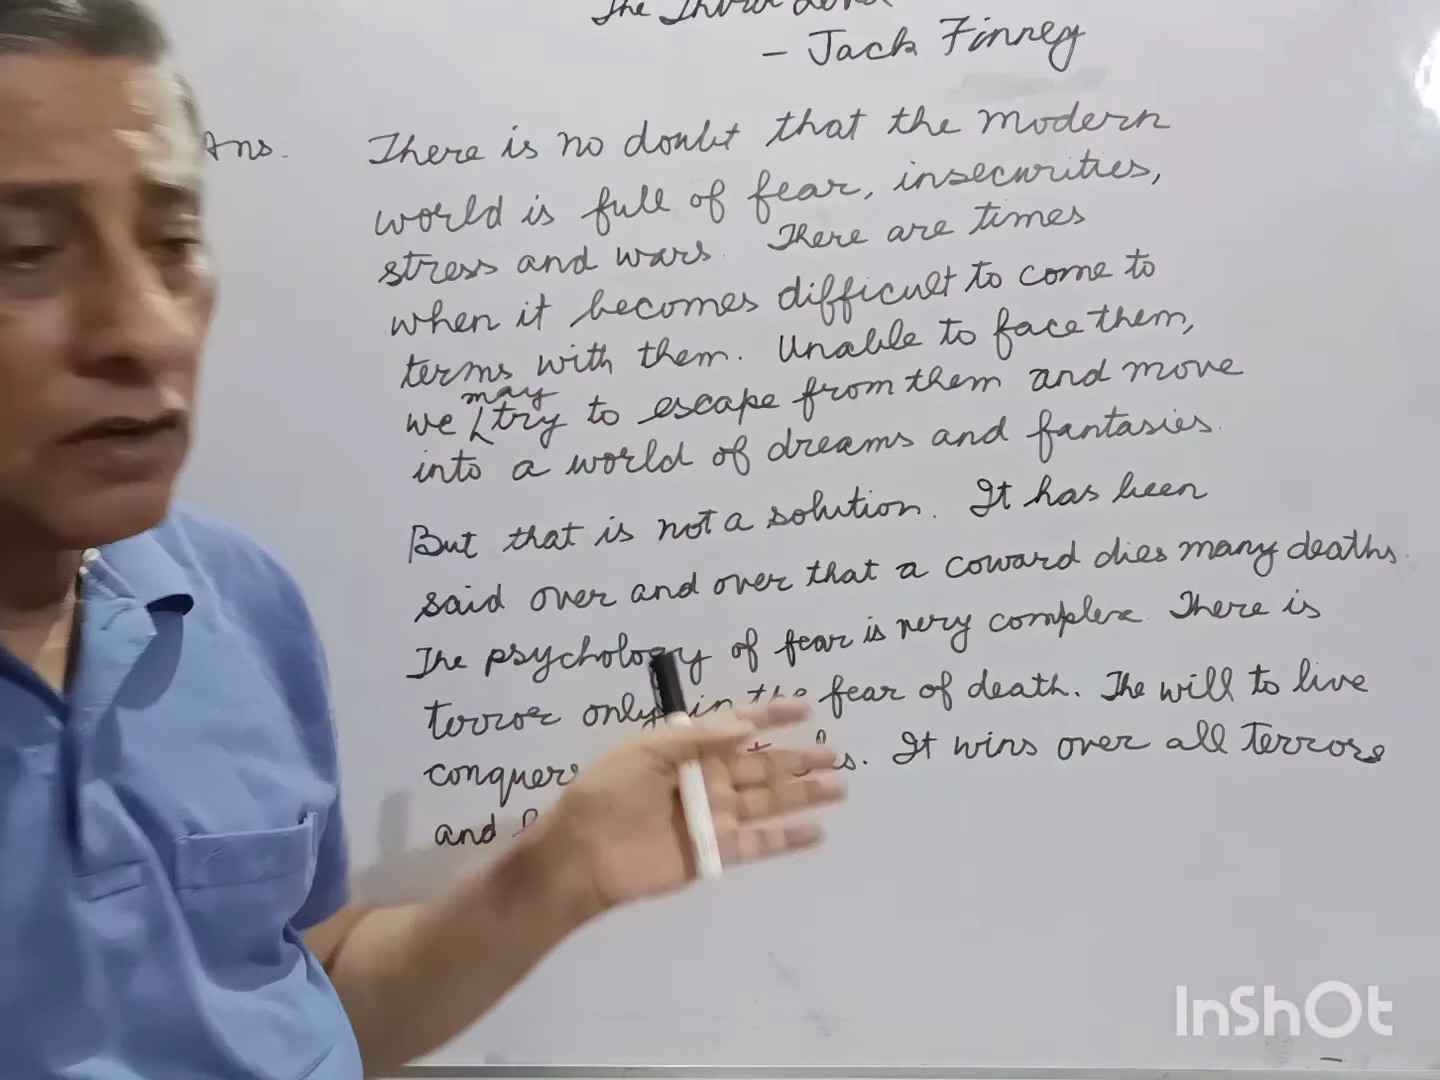 The Third Level
- Jack Finney
Ans. There is no doubt that the modern
world is full of fear, insecurities,
stress and wars. There are times
when it becomes difficult to come to
terms with them. Unable to face them,
may
we try to escape from them and move
into a world of dreams and fantasies.
But that is not a solution. It has been
said over and over that a coward dies many deaths.
The psychology of fear is very complex. There is
terror only in the fear of death. The will to live
conquers. It wins over all terrors
and
InShOt